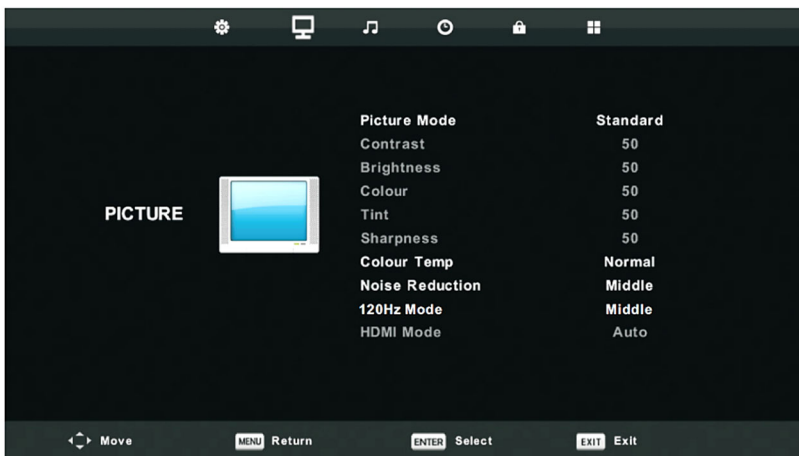 Picture Mode Standard
Contrast 50
Brightness 50
Colour 50
PICTURE
Tint 50
Sharpness 50
Colour Temp Normal
Noise Reduction Middle
120Hz Mode Middle
HDMI Mode Auto
Move MENU Return ENTER Select EXIT Exit